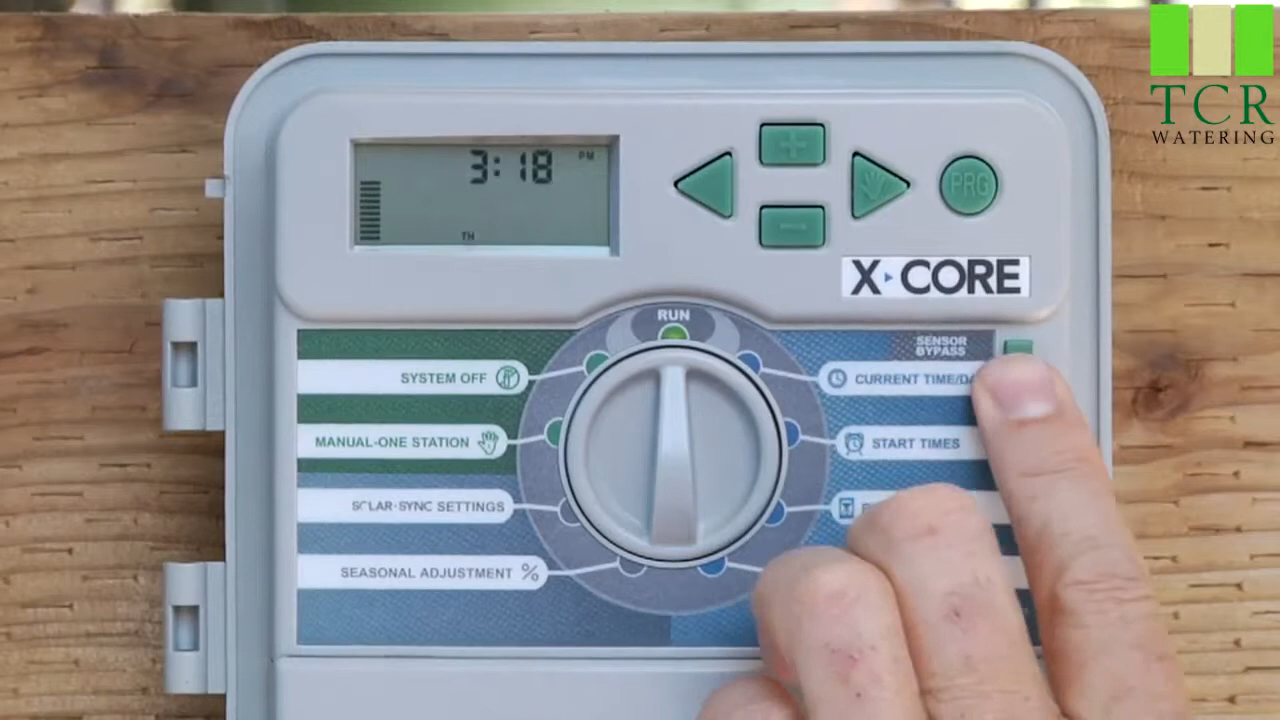 TCR
WATERING
3:18 PM
TH
PRG
X CORE
RUN
SENSOR
BYPASS
SYSTEM OFF
CURRENT TIME/DA
MANUAL-ONE STATION
START TIMES
SOLAR-SYNC SETTINGS
SEASONAL ADJUSTMENT %